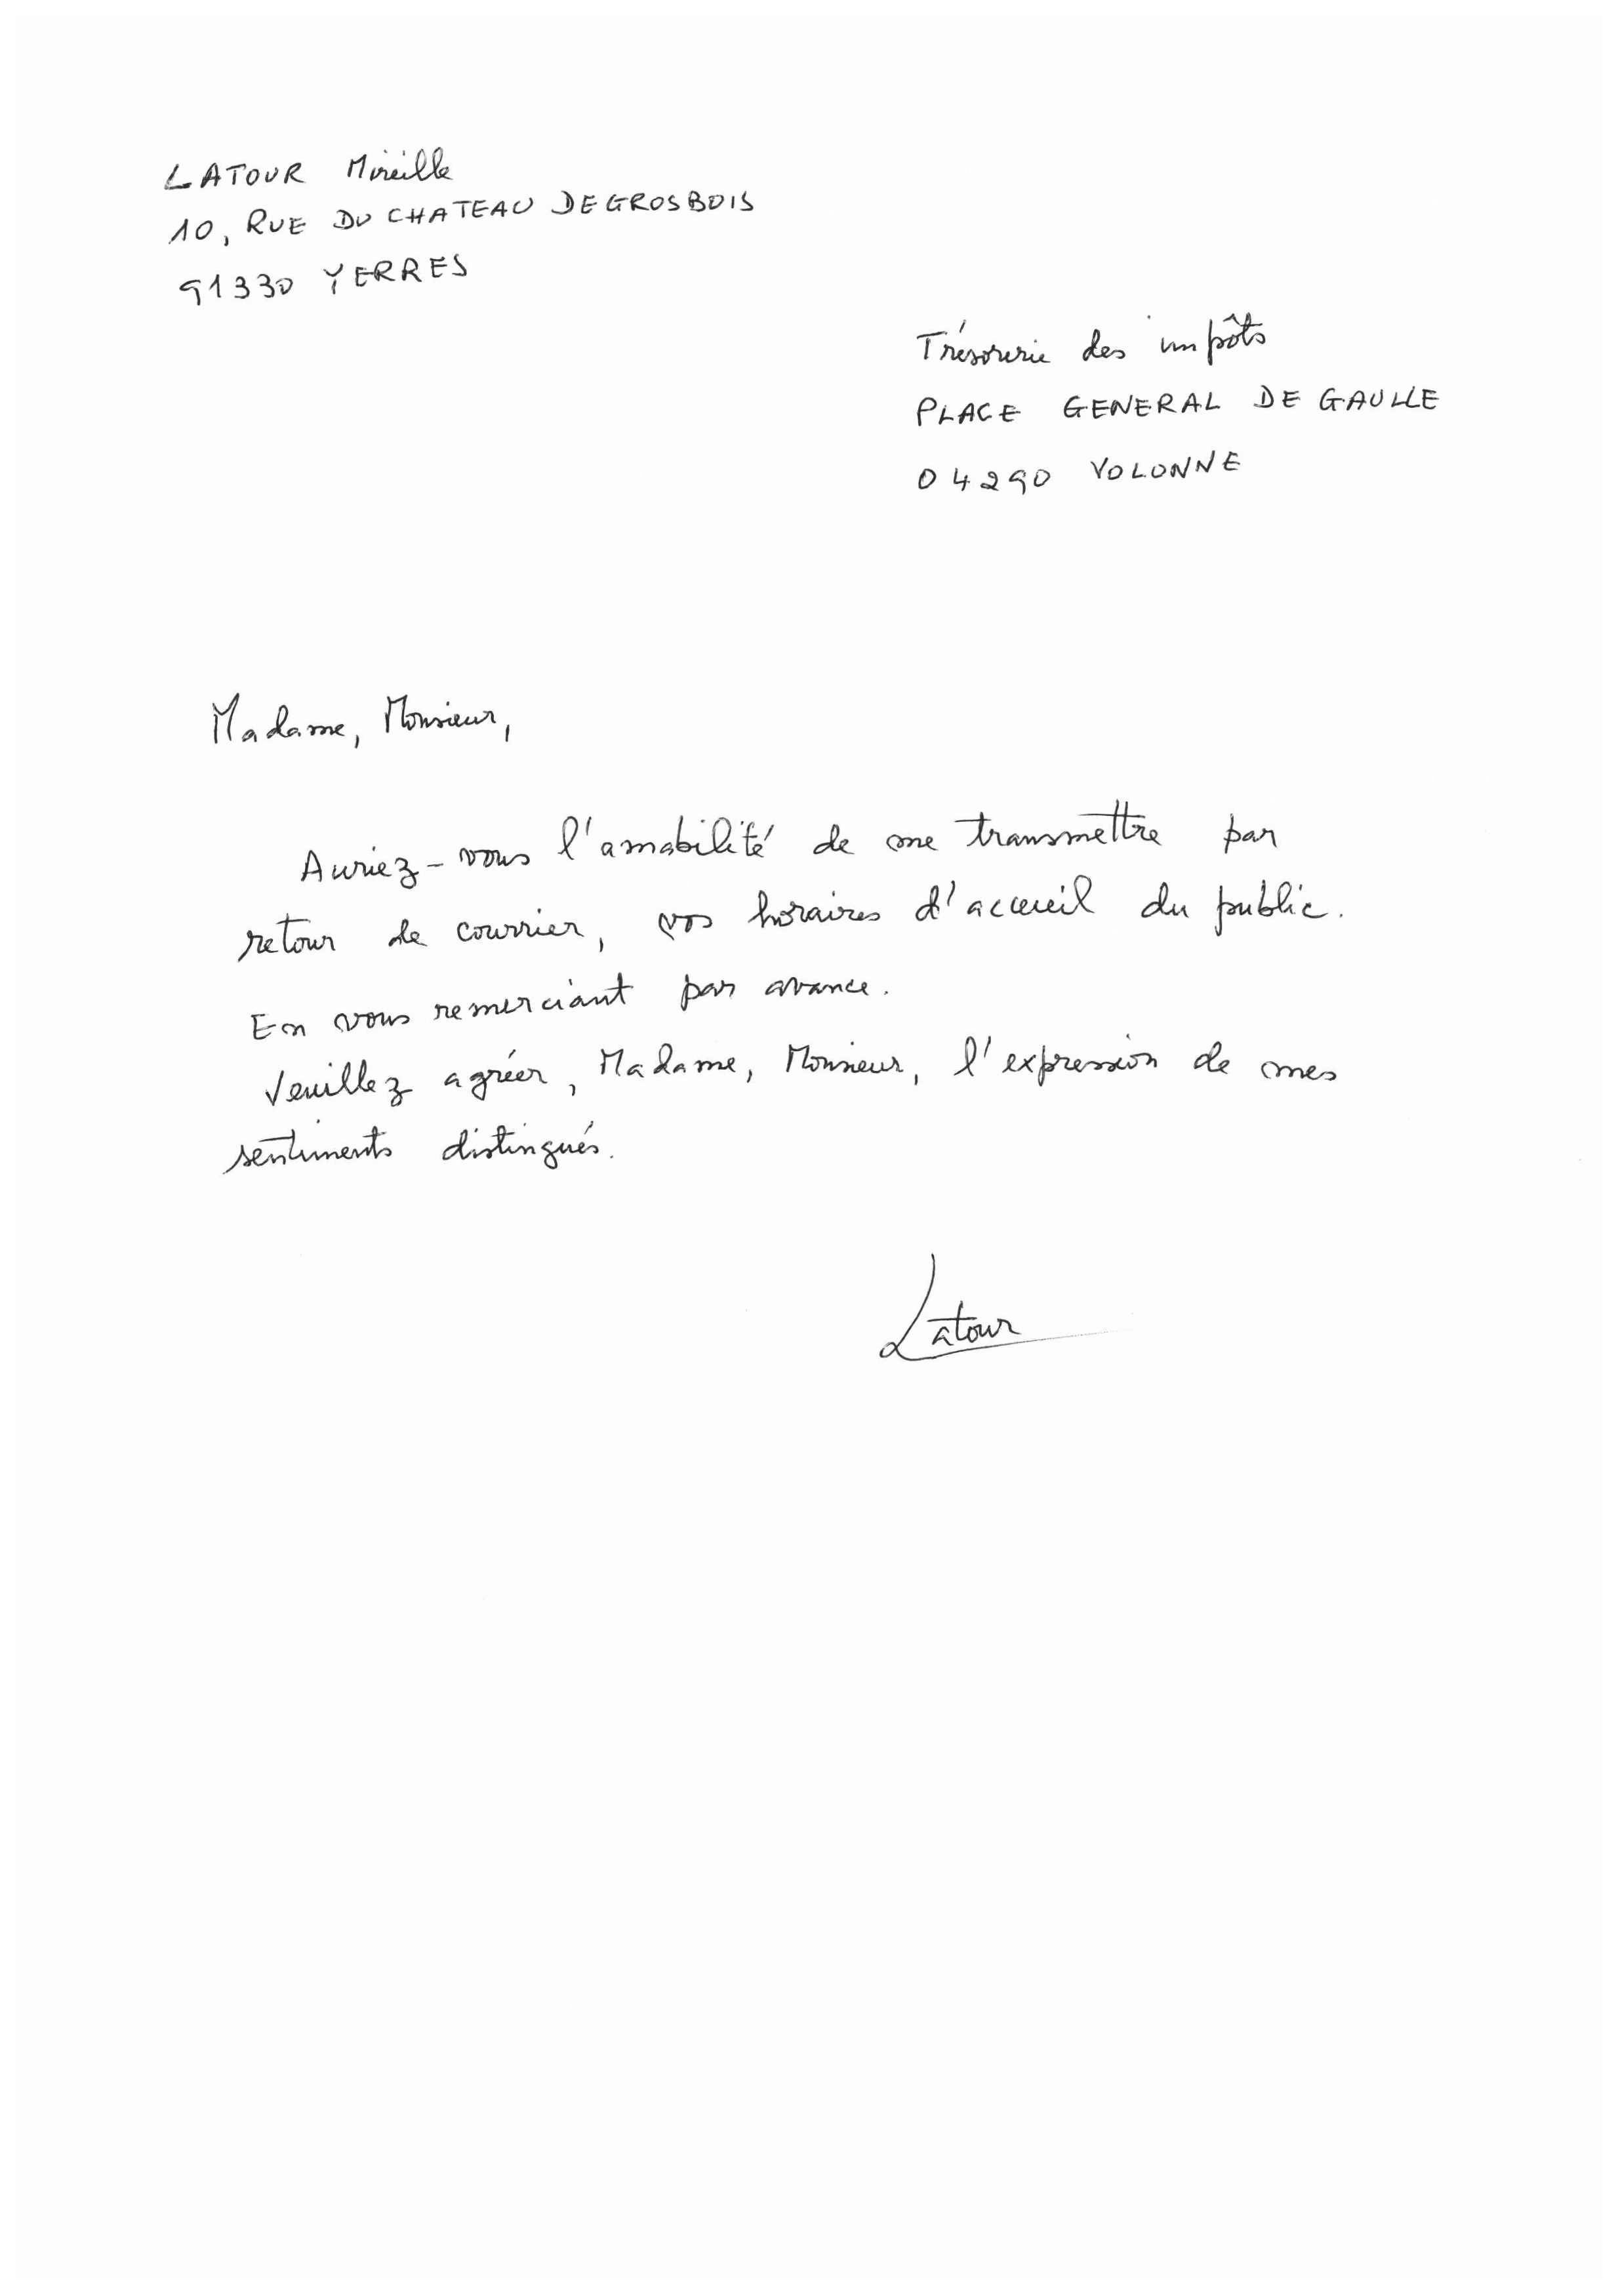 LATOUR Mireille
10, RUE DU CHATEAU DE GROSBOIS
91330 YERRES
Trésorerie des impôts
PLACE GENERAL DE GAULLE
04290 VOLONNE
Madame, Monsieur,
Auriez-vous l'amabilité de me transmettre par
retour de courrier, vos horaires d'accueil du public.
En vous remerciant par avance.
Veuillez agréer, Madame, Monsieur, l'expression de mes
sentiments distingués.
Latour